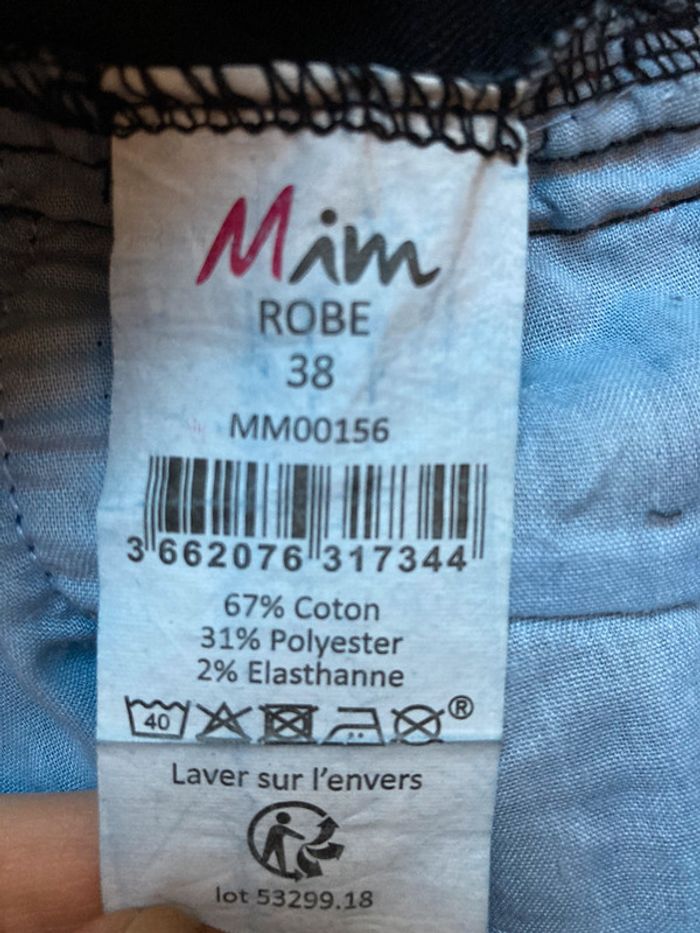 Mim
ROBE
38
MM00156
3 662076 317344
67% Coton
31% Polyester
2% Elasthanne
40 ®
Laver sur l'envers
lot 53299.18